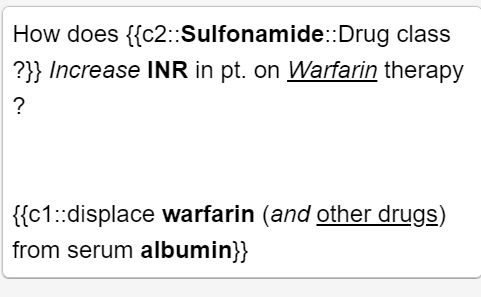 How does {{c2::Sulfonamide::Drug class
?}} Increase INR in pt. on Warfarin therapy
?
{{c1::displace warfarin (and other drugs)
from serum albumin}}